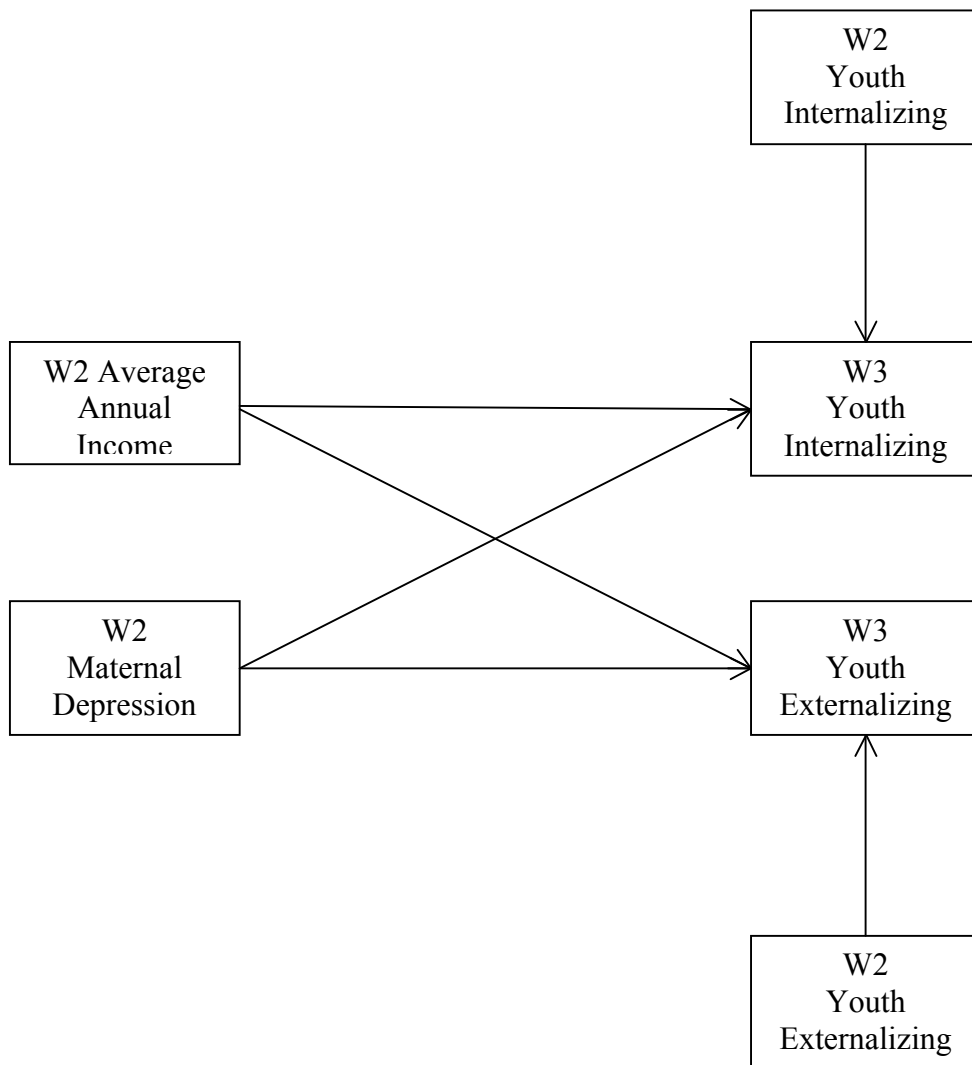 W2
Youth
Internalizing
W2 Average
Annual
Income
W3
Youth
Internalizing
W2
Maternal
Depression
W3
Youth
Externalizing
W2
Youth
Externalizing